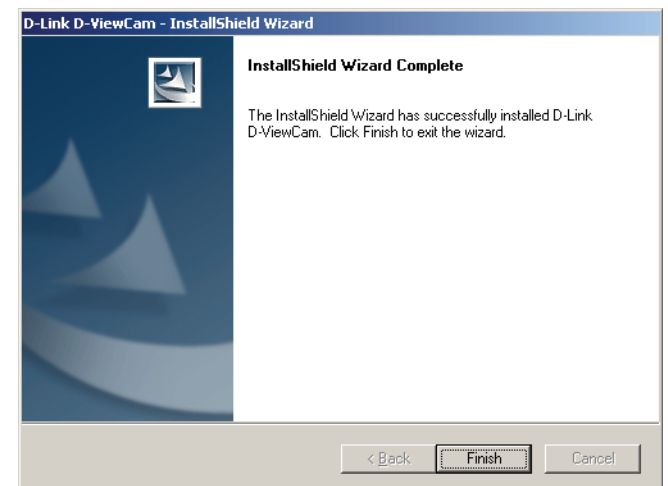 D-Link D-ViewCam - InstallShield Wizard
InstallShield Wizard Complete
The InstallShield Wizard has successfully installed D-Link
D-ViewCam. Click Finish to exit the wizard.
< Back
Finish
Cancel